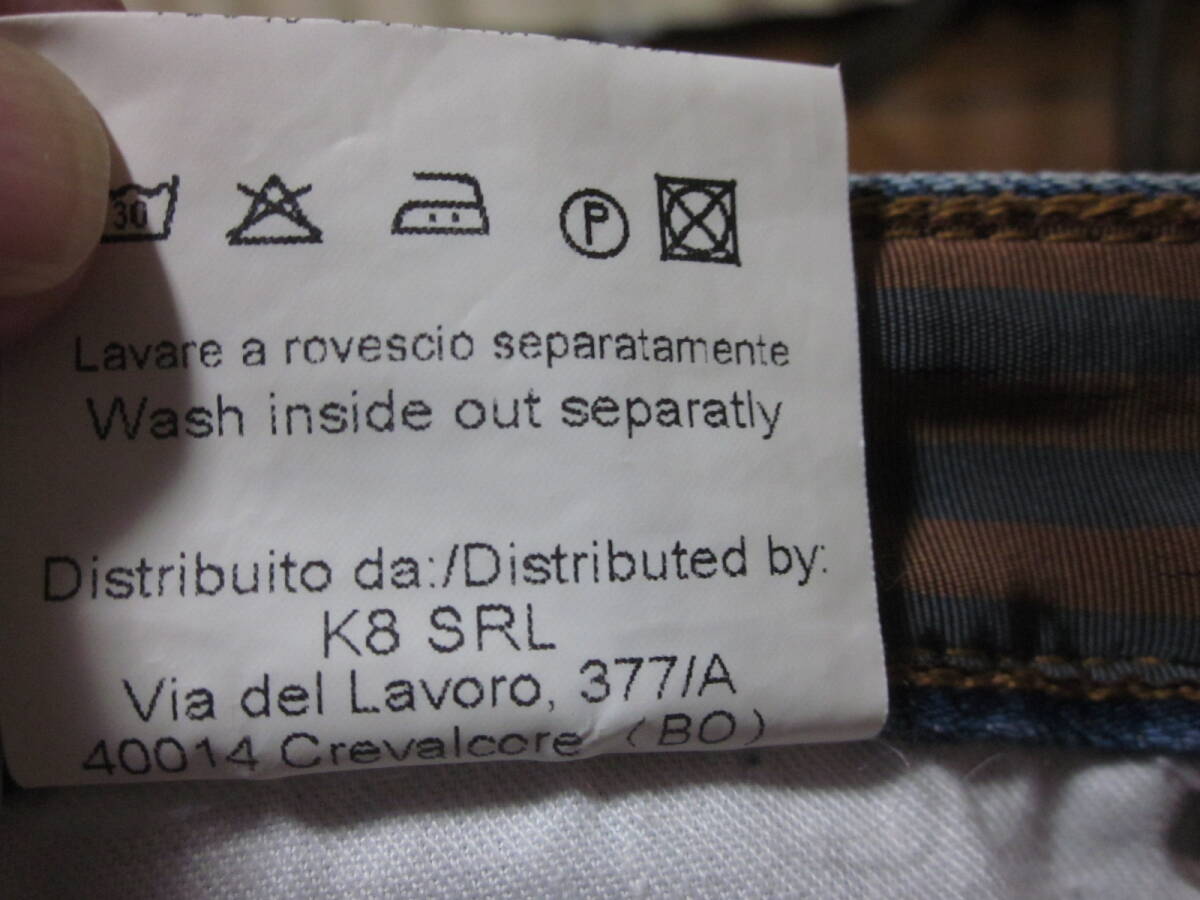 30 P
Lavare a rovescio separatamente
Wash inside out separatly
Distribuito da:/Distributed by:
K8 SRL
Via del Lavoro, 377/A
40014 Crevalcore (BO)